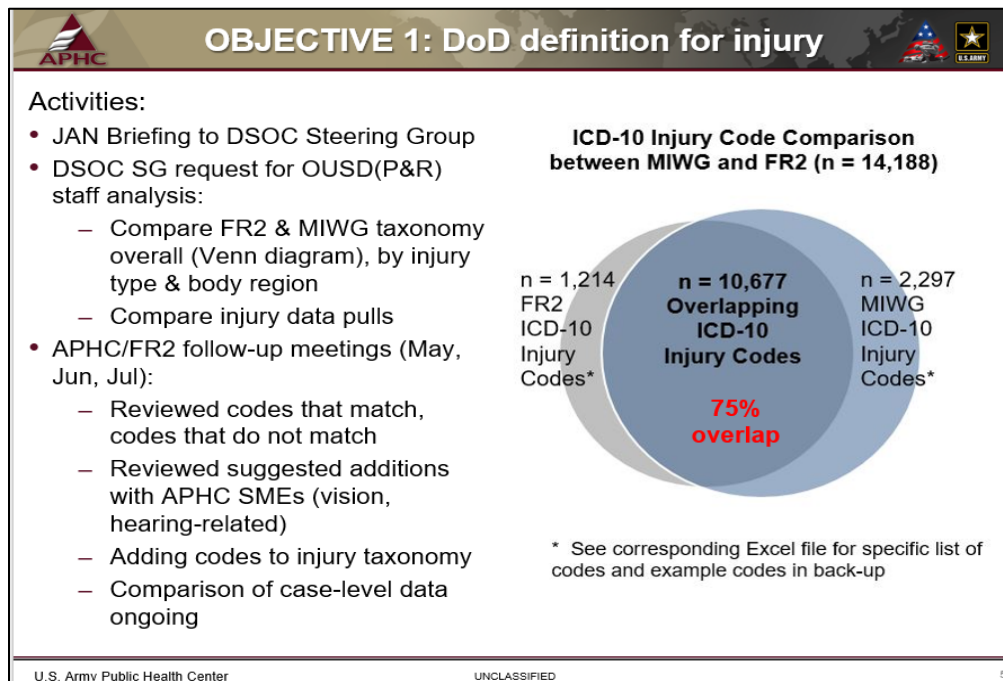 APHC
OBJECTIVE 1: DoD definition for injury
U.S. ARMY
Activities:
• JAN Briefing to DSOC Steering Group
• DSOC SG request for OUSD(P&R)
staff analysis:
– Compare FR2 & MIWG taxonomy
overall (Venn diagram), by injury
type & body region
– Compare injury data pulls
• APHC/FR2 follow-up meetings (May,
Jun, Jul):
– Reviewed codes that match,
codes that do not match
– Reviewed suggested additions
with APHC SMEs (vision,
hearing-related)
– Adding codes to injury taxonomy
– Comparison of case-level data
ongoing
ICD-10 Injury Code Comparison
between MIWG and FR2 (n = 14,188)
n = 1,214
FR2
ICD-10
Injury
Codes*
n = 10,677
Overlapping
ICD-10
Injury Codes
75%
overlap
n = 2,297
MIWG
ICD-10
Injury
Codes*
* See corresponding Excel file for specific list of
codes and example codes in back-up
U.S. Army Public Health Center
UNCLASSIFIED
5